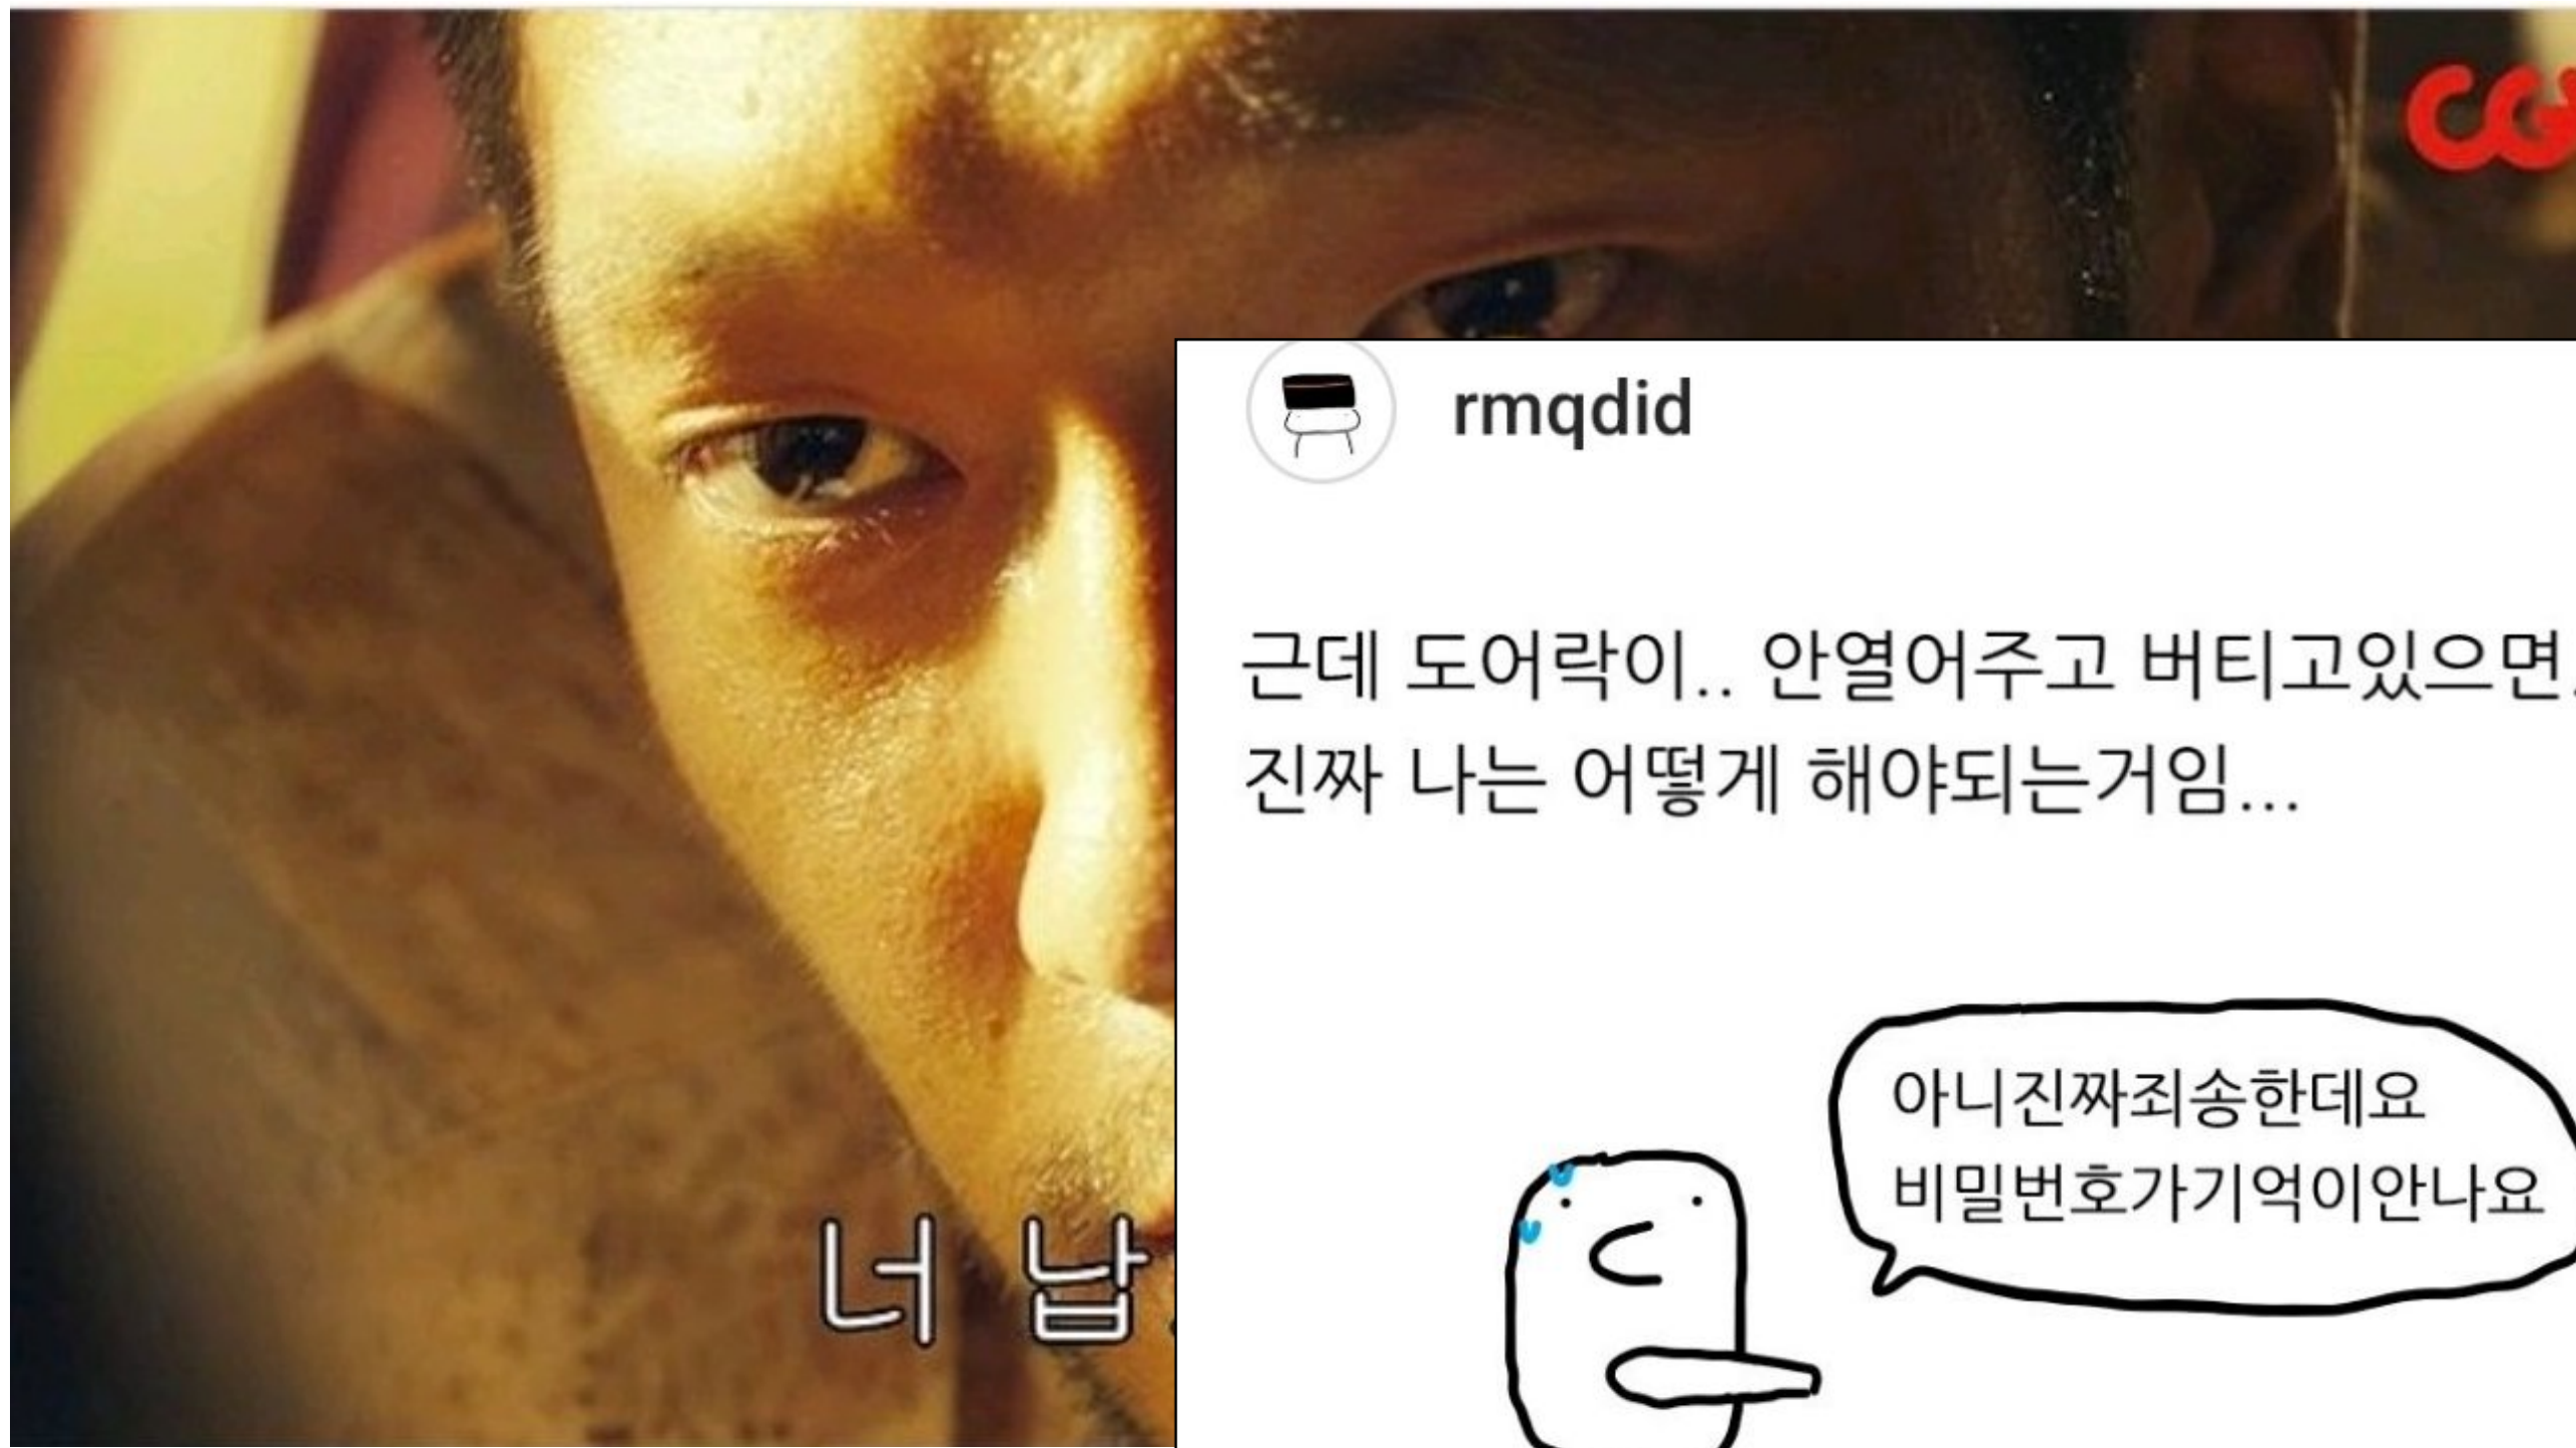 CG
rmqdid
근데 도어락이.. 안열어주고 버티고있으면.
진짜 나는 어떻게 해야되는거임...
아니진짜죄송한데요
비밀번호가기억이안나요
너 납